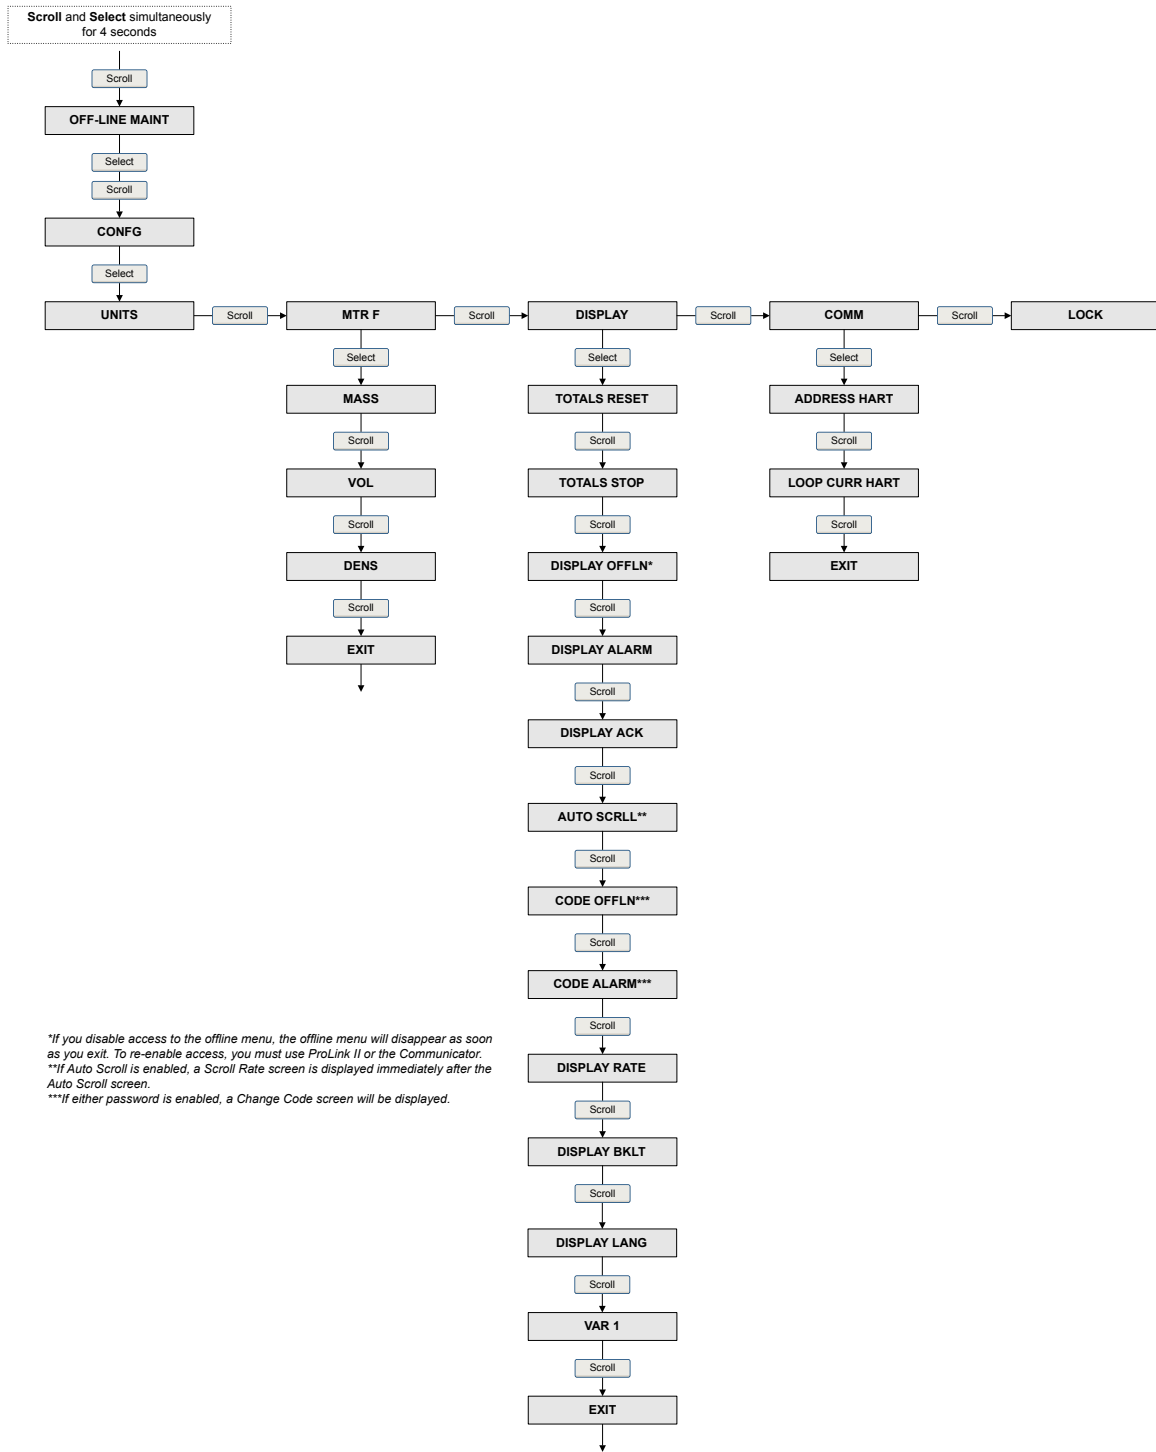 Scroll and Select simultaneously
for 4 seconds
Scroll
OFF-LINE MAINT
Select
Scroll
CONFG
Select
UNITS
Scroll
MTR F
Scroll
DISPLAY
Scroll
COMM
Scroll
LOCK
Select
MASS
Scroll
VOL
Scroll
DENS
Scroll
EXIT
Select
TOTALS RESET
Scroll
TOTALS STOP
Scroll
DISPLAY OFFLN*
Scroll
DISPLAY ALARM
Scroll
DISPLAY ACK
Scroll
AUTO SCRLL**
Scroll
CODE OFFLN***
Scroll
CODE ALARM***
Scroll
DISPLAY RATE
Scroll
DISPLAY BKLT
Scroll
DISPLAY LANG
Scroll
VAR 1
Scroll
EXIT
Select
ADDRESS HART
Scroll
LOOP CURR HART
Scroll
EXIT
*If you disable access to the offline menu, the offline menu will disappear as soon
as you exit. To re-enable access, you must use ProLink II or the Communicator.
**If Auto Scroll is enabled, a Scroll Rate screen is displayed immediately after the
Auto Scroll screen.
***If either password is enabled, a Change Code screen will be displayed.